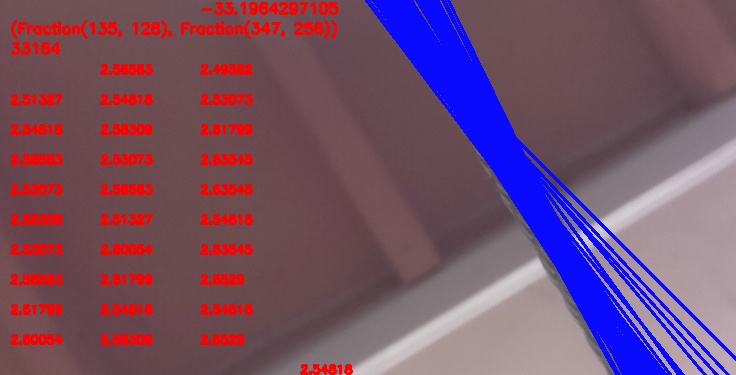 -33.1964297105
(Fraction(135, 128), Fraction(347, 256))
33164
2.56563 2.49582
2.51327 2.54818 2.53073
2.54818 2.58309 2.61799
2.56563 2.53073 2.63545
2.53073 2.56563 2.63545
2.58309 2.51327 2.54818
2.53073 2.60054 2.63545
2.56563 2.61799 2.6529
2.61799 2.54818 2.54818
2.60054 2.58309 2.6529
2.54818